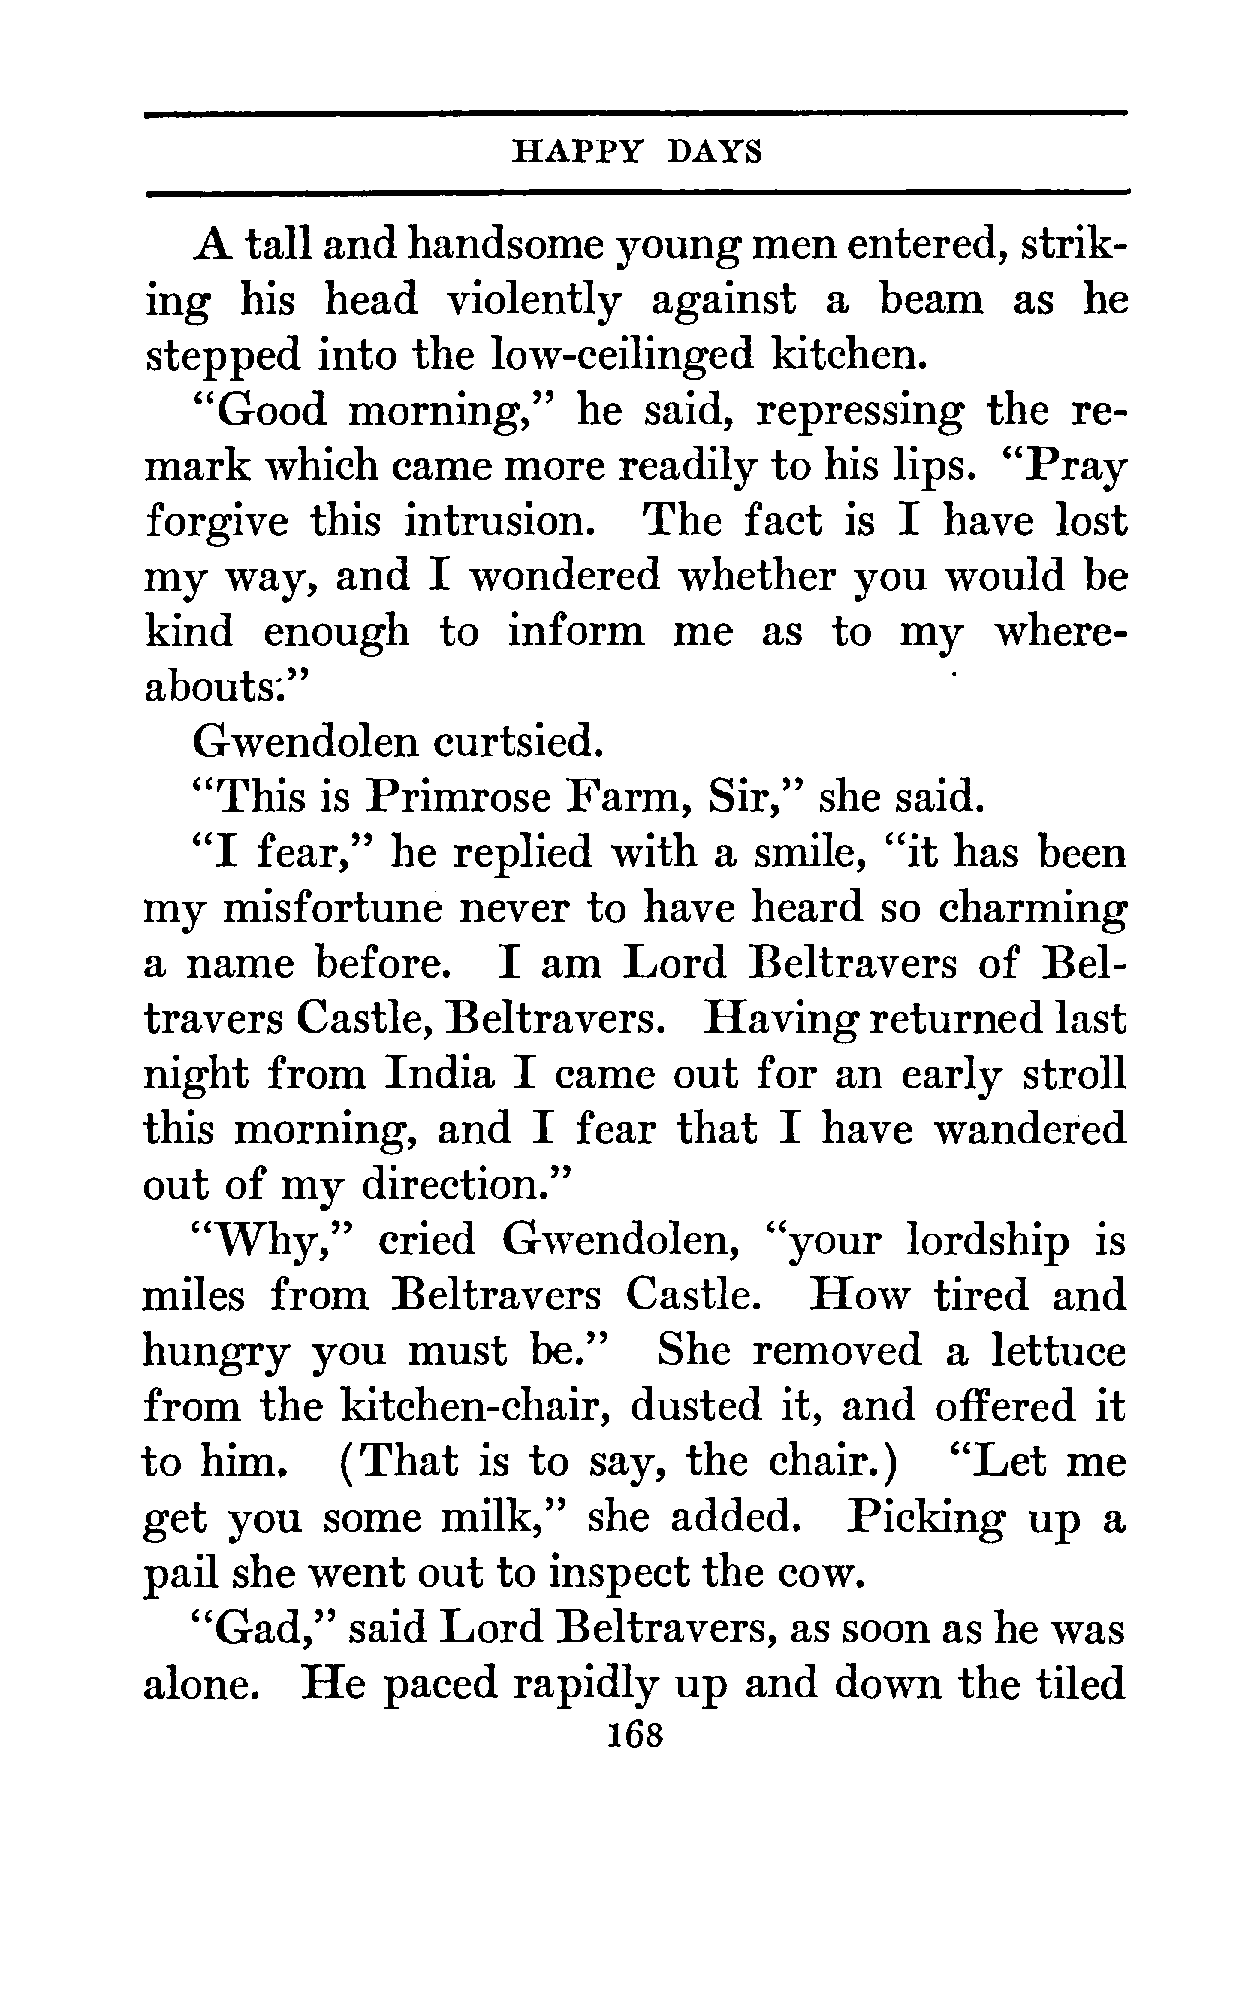 HAPPY DAYS
A tall and handsome young men entered, strik-
ing his head violently against a beam as he
stepped into the low-ceilinged kitchen.
“Good morning,” he said, repressing the re-
mark which came more readily to his lips. “Pray
forgive this intrusion. The fact is I have lost
my way, and I wondered whether you would be
kind enough to inform me as to my where-
abouts:”
Gwendolen curtsied.
“This is Primrose Farm, Sir,” she said.
“I fear,” he replied with a smile, “it has been
my misfortune never to have heard so charming
a name before. I am Lord Beltravers of Bel-
travers Castle, Beltravers. Having returned last
night from India I came out for an early stroll
this morning, and I fear that I have wandered
out of my direction.”
“Why,” cried Gwendolen, “your lordship is
miles from Beltravers Castle. How tired and
hungry you must be.” She removed a lettuce
from the kitchen-chair, dusted it, and offered it
to him. (That is to say, the chair.) “Let me
get you some milk,” she added. Picking up a
pail she went out to inspect the cow.
“Gad,” said Lord Beltravers, as soon as he was
alone. He paced rapidly up and down the tiled
168